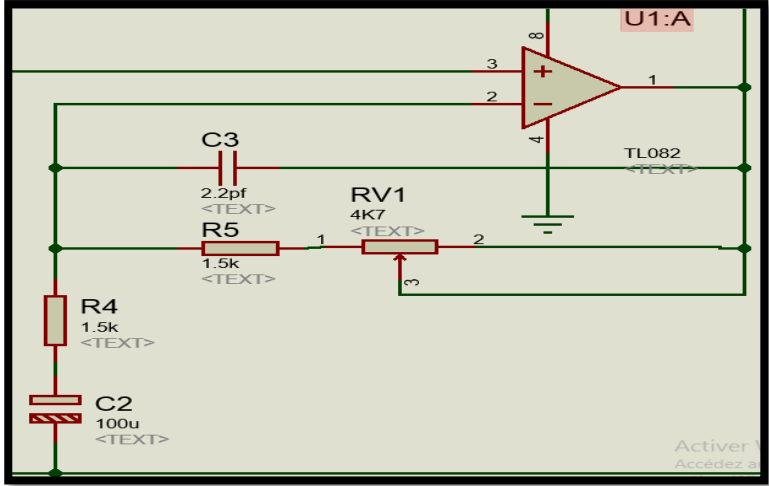 U1:A
8
3
+
1
2
−
4
C3
TL082
<TEXT>
2.2pf
<TEXT>
RV1
4K7
<TEXT>
R5
1
2
1.5k
<TEXT>
3
R4
1.5k
<TEXT>
C2
100u
<TEXT>
Activer
Accédez